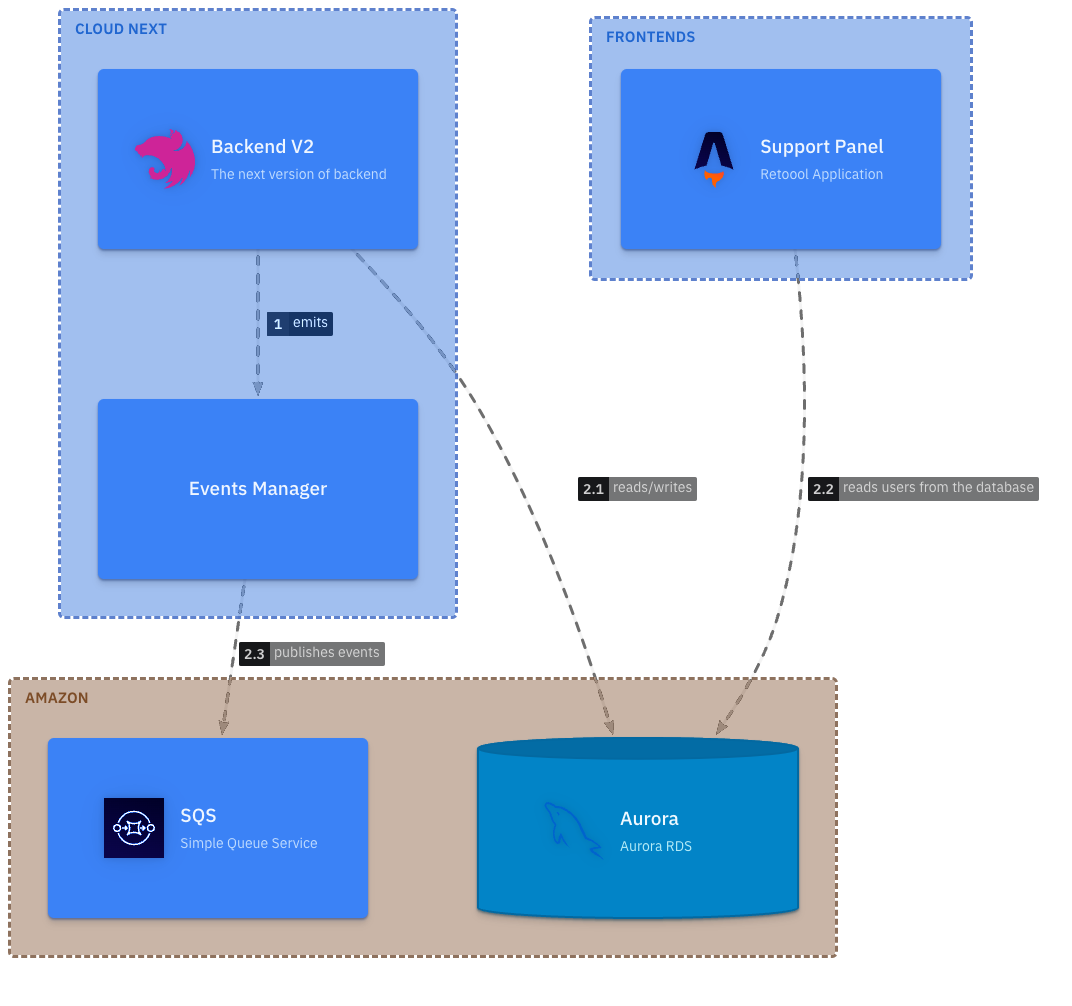 CLOUD NEXT
FRONTENDS
Backend V2
The next version of backend
Support Panel
Retoool Application
1 emits
Events Manager
2.1 reads/writes
2.2 reads users from the database
2.3 publishes events
AMAZON
SQS
Simple Queue Service
Aurora
Aurora RDS